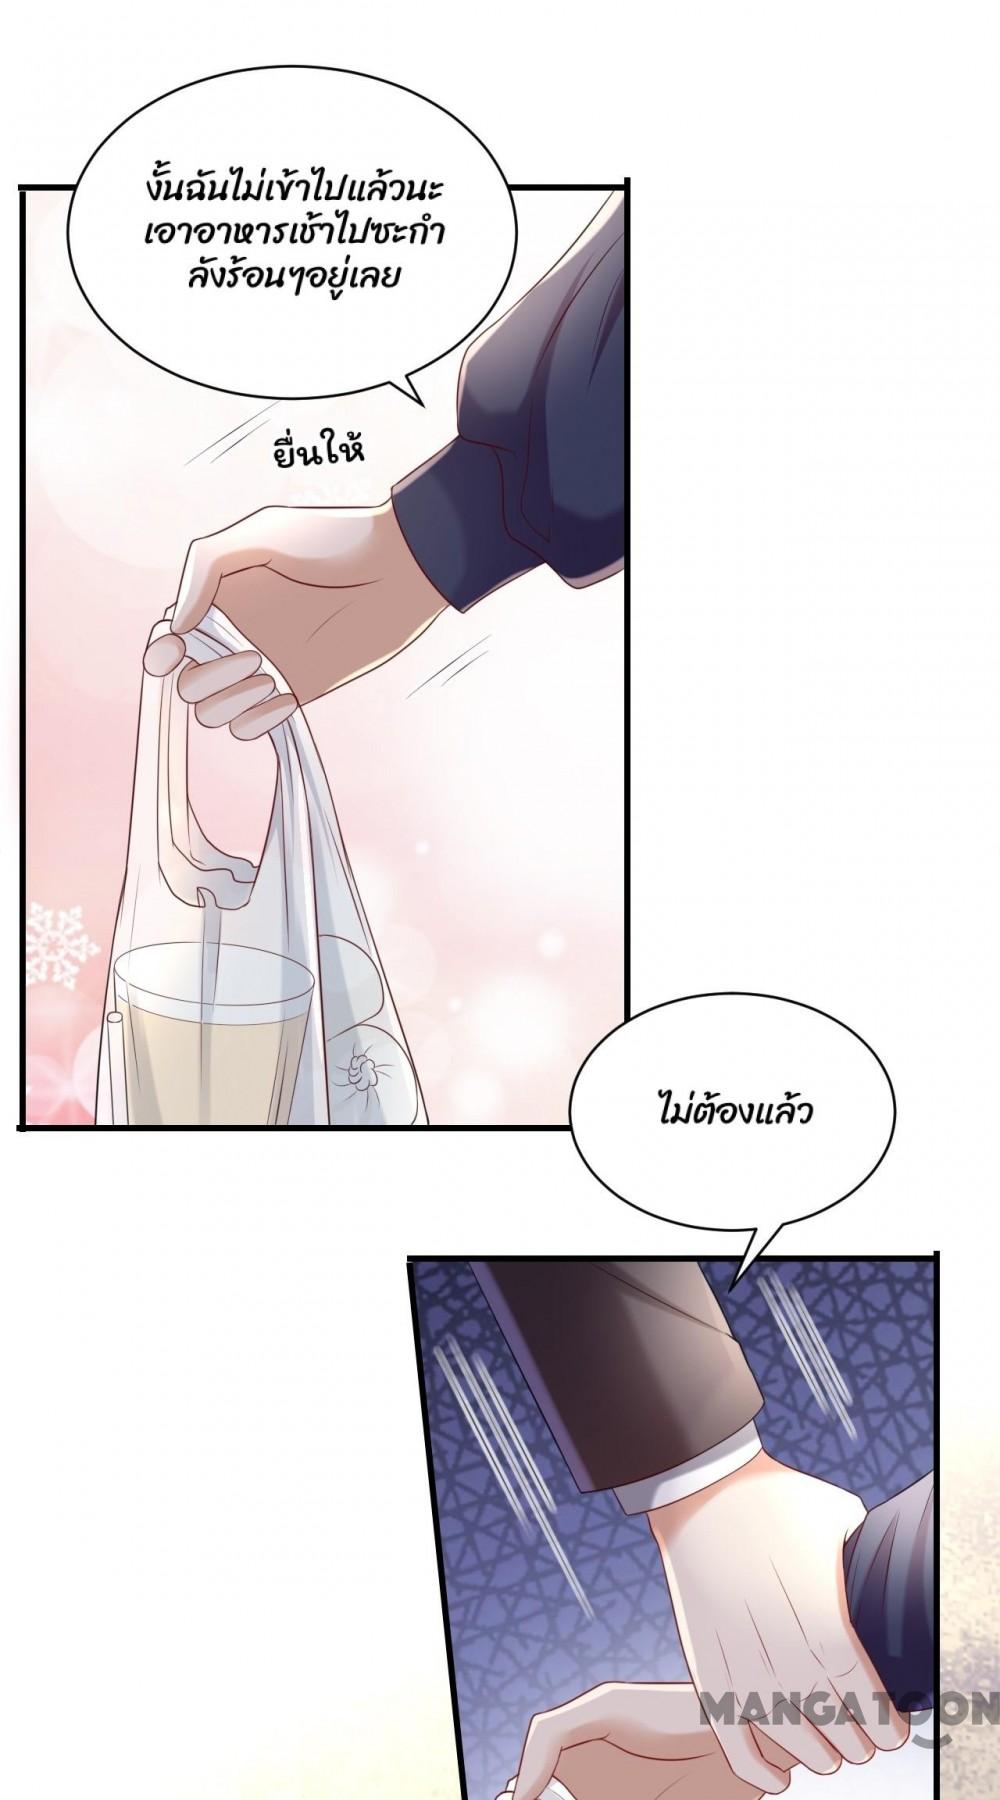 งั้นฉันไม่เข้าไปแล้วนะ
เอาอาหารเช้าไปซะกำ
ลังร้อนๆอยู่เลย
ยื่นให้
ไม่ต้องแล้ว
MANGATOON